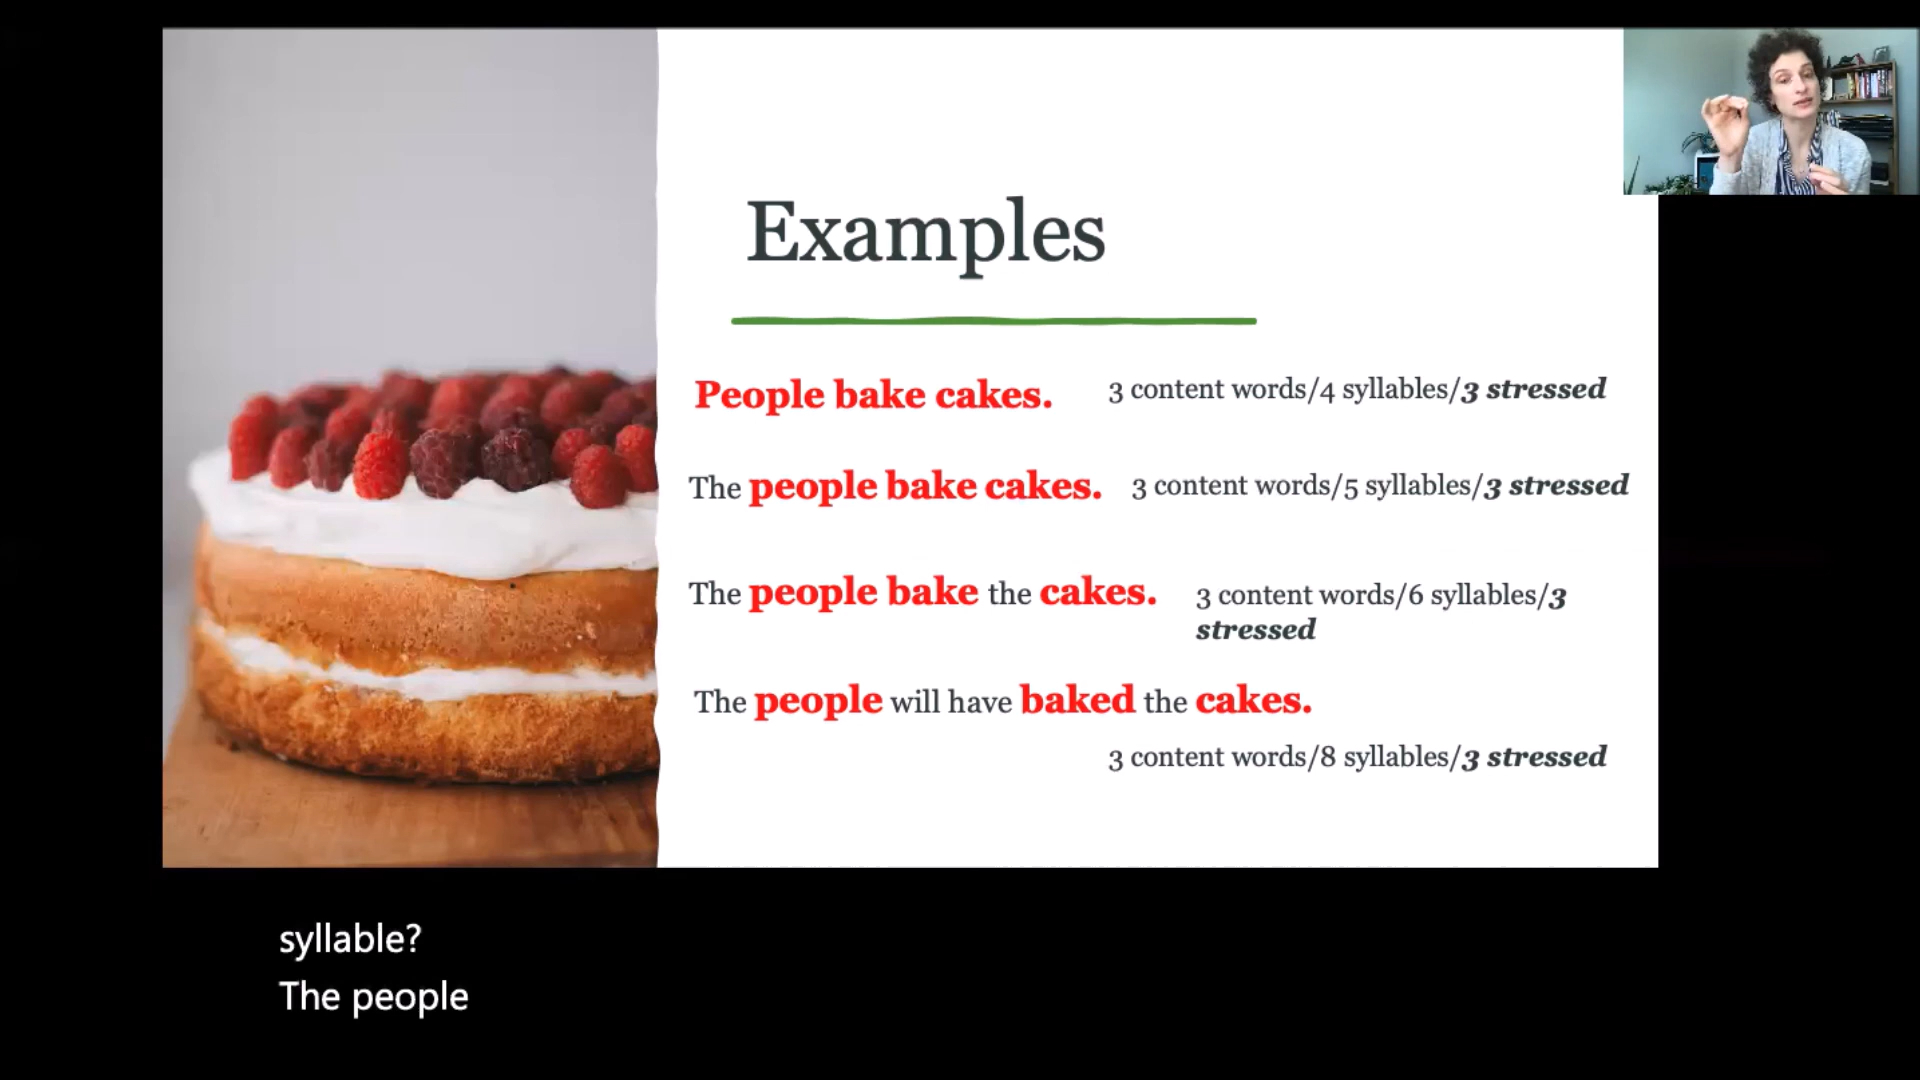 Examples
People bake cakes. 3 content words/4 syllables/3 stressed
The people bake cakes. 3 content words/5 syllables/3 stressed
The people bake the cakes. 3 content words/6 syllables/3
stressed
The people will have baked the cakes.
3 content words/8 syllables/3 stressed
syllable?
The people